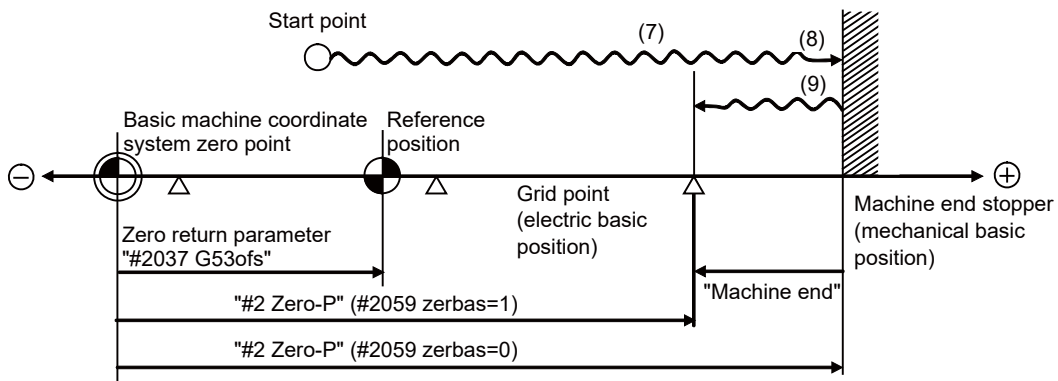 Start point
(7)
(8)
(9)
Basic machine coordinate
system zero point
Reference
position
−
+
Grid point
(electric basic
position)
Machine end stopper
(mechanical basic
position)
Zero return parameter
"#2037 G53ofs"
"Machine end"
"#2 Zero-P" (#2059 zerbas=1)
"#2 Zero-P" (#2059 zerbas=0)